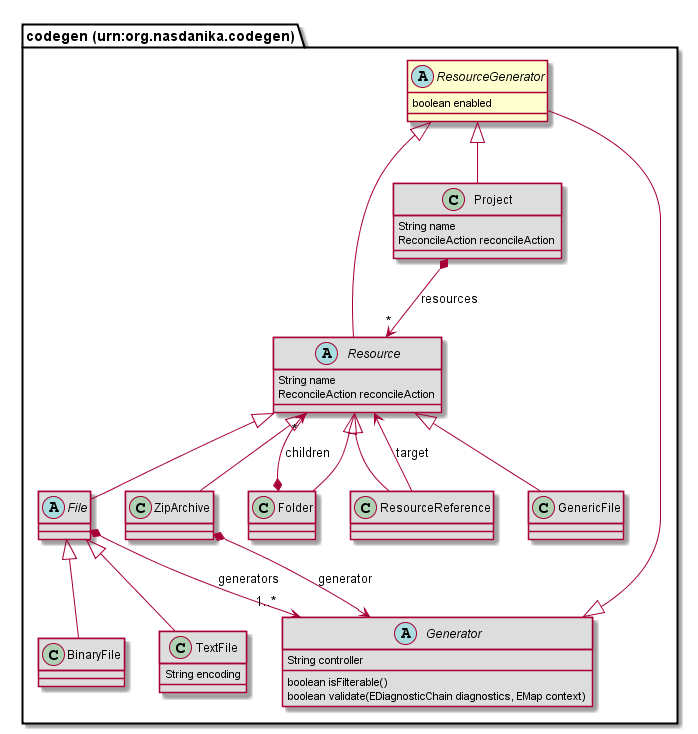 codegen (urn:org.nasdanika.codegen)
A ResourceGenerator
boolean enabled
C Project
String name
ReconcileAction reconcileAction
resources
*
A Resource
String name
ReconcileAction reconcileAction
*
children
target
A File
C ZipArchive
C Folder
C ResourceReference
C GenericFile
generators
generator
1..*
A Generator
String controller
boolean isFilterable()
boolean validate(EDiagnosticChain diagnostics, EMap context)
C BinaryFile
C TextFile
String encoding